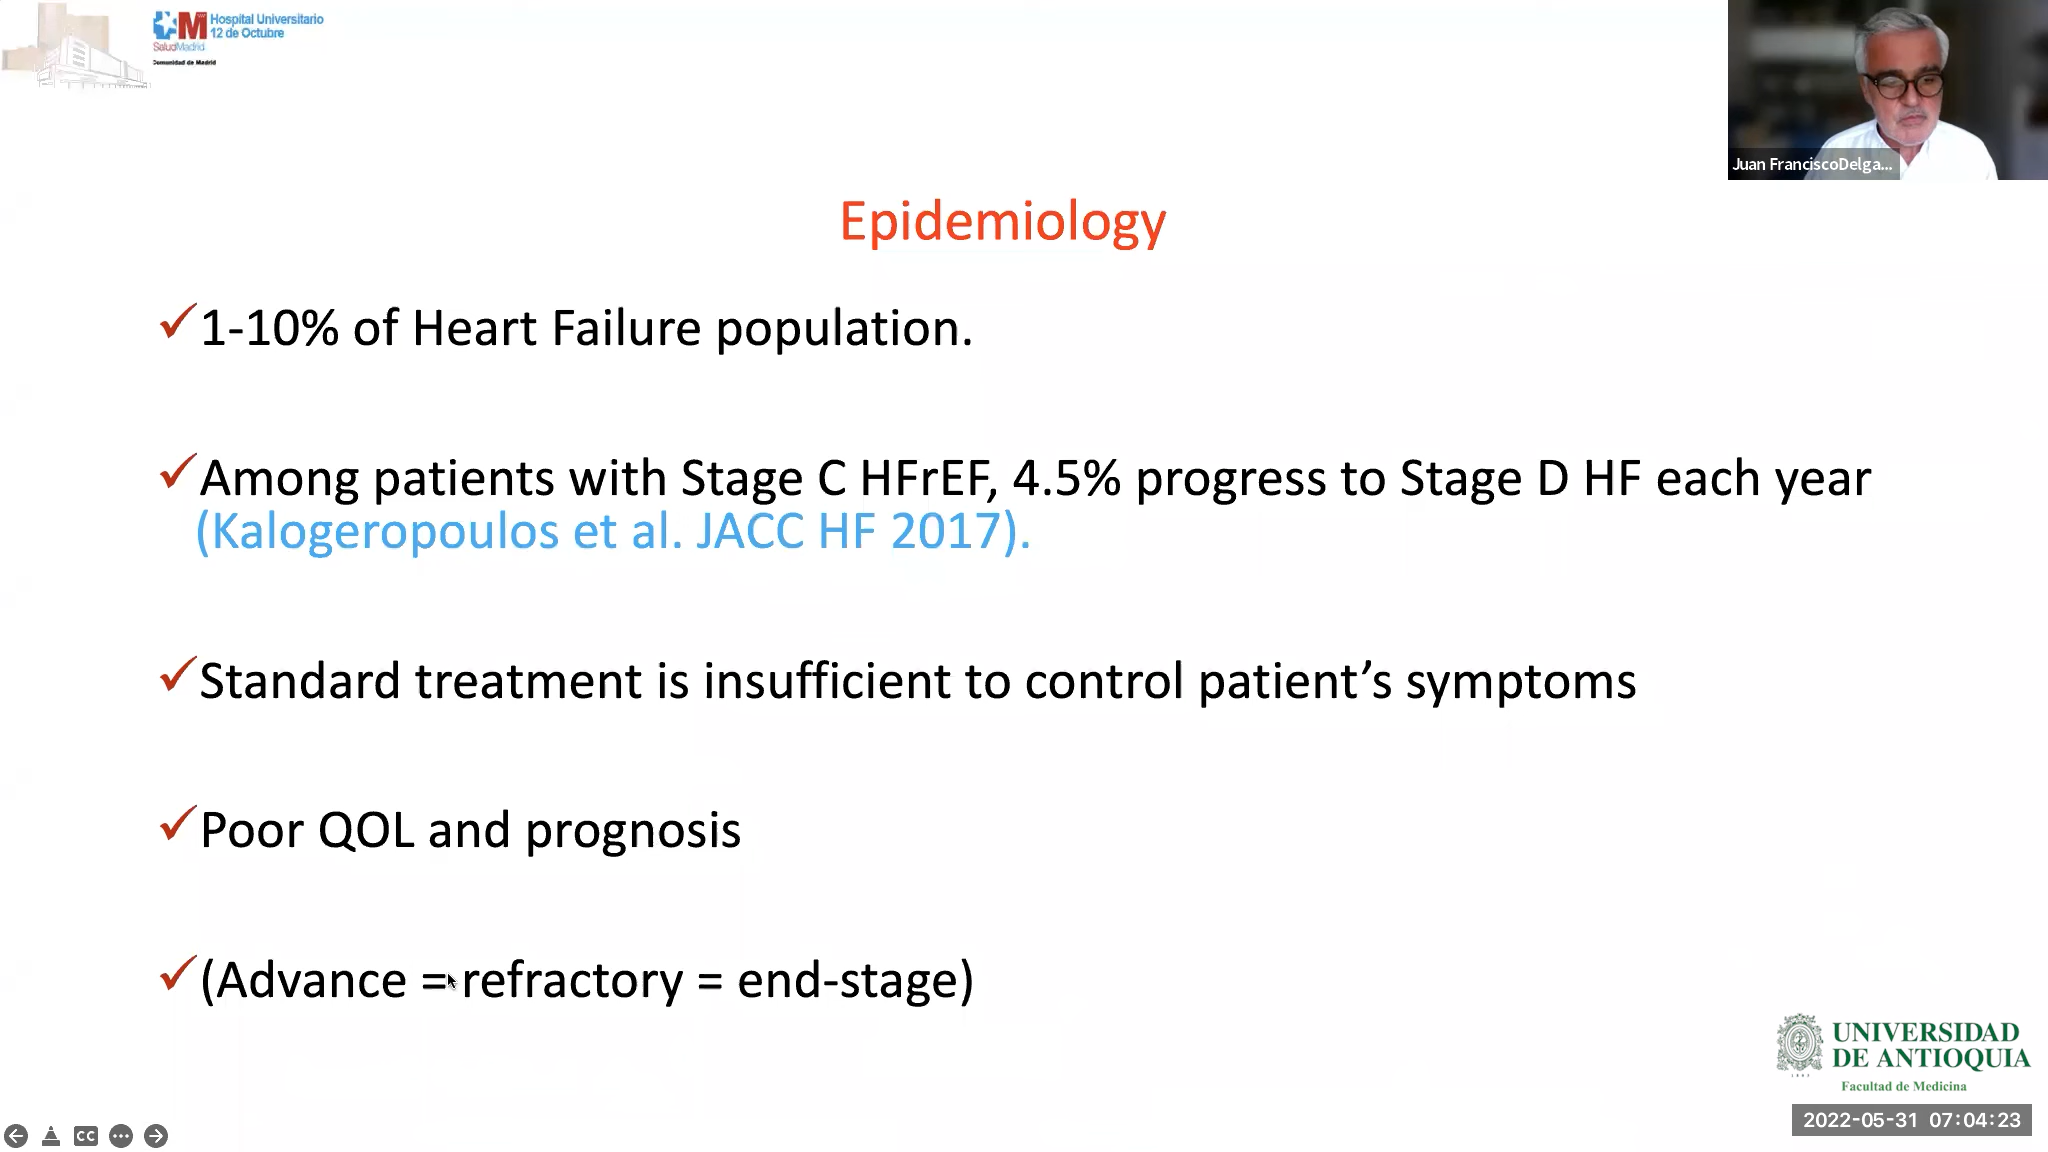 Hospital Universitario
12 de Octubre
SaludMadrid
Comunidad de Madrid
Juan FranciscoDelga...
Epidemiology
✓1-10% of Heart Failure population.
✓Among patients with Stage C HFrEF, 4.5% progress to Stage D HF each year
(Kalogeropoulos et al. JACC HF 2017).
✓Standard treatment is insufficient to control patient’s symptoms
✓Poor QOL and prognosis
✓(Advance = refractory = end-stage)
UNIVERSIDAD
DE ANTIOQUIA
Facultad de Medicina
2022-05-31 07:04:23
CC